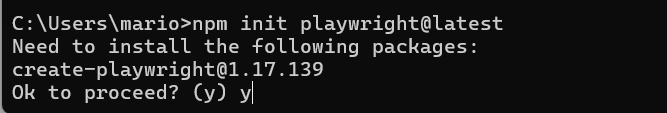 C:\Users\mario>npm init playwright@latest
Need to install the following packages:
create-playwright@1.17.139
Ok to proceed? (y) y